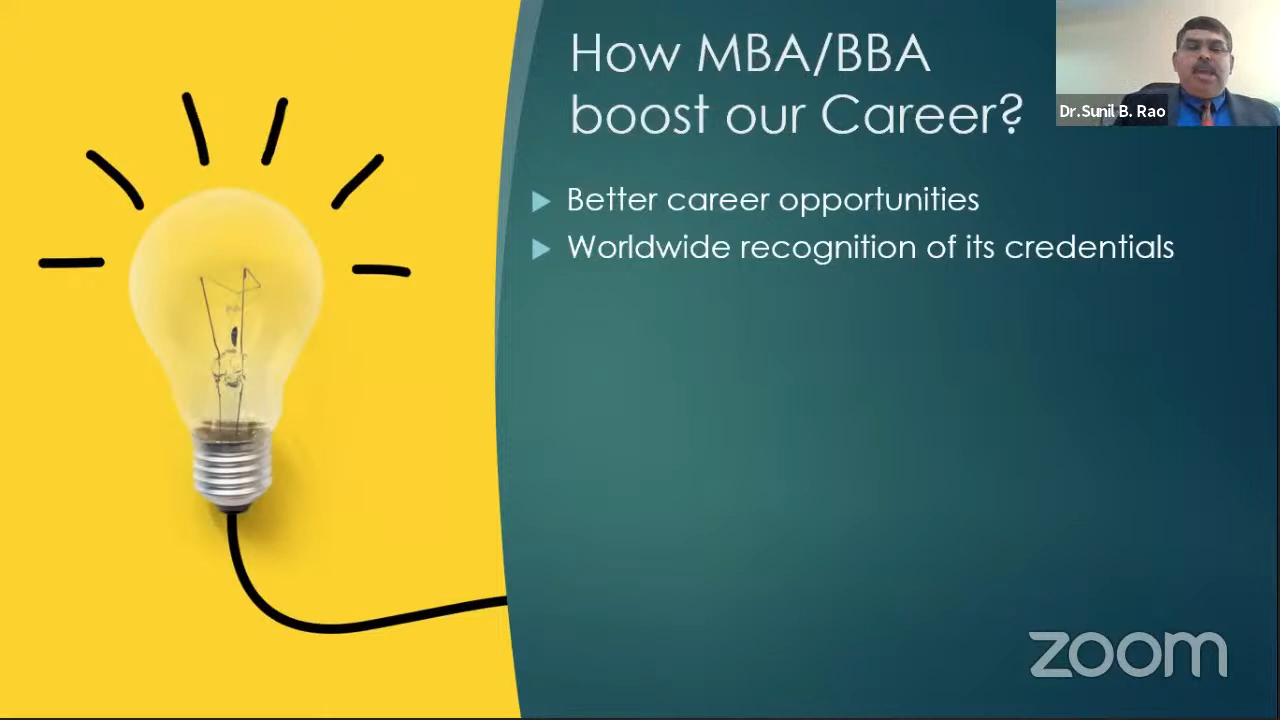 How MBA/BBA
boost our Career?
Dr.Sunil B. Rao
Better career opportunities
Worldwide recognition of its credentials
zoom